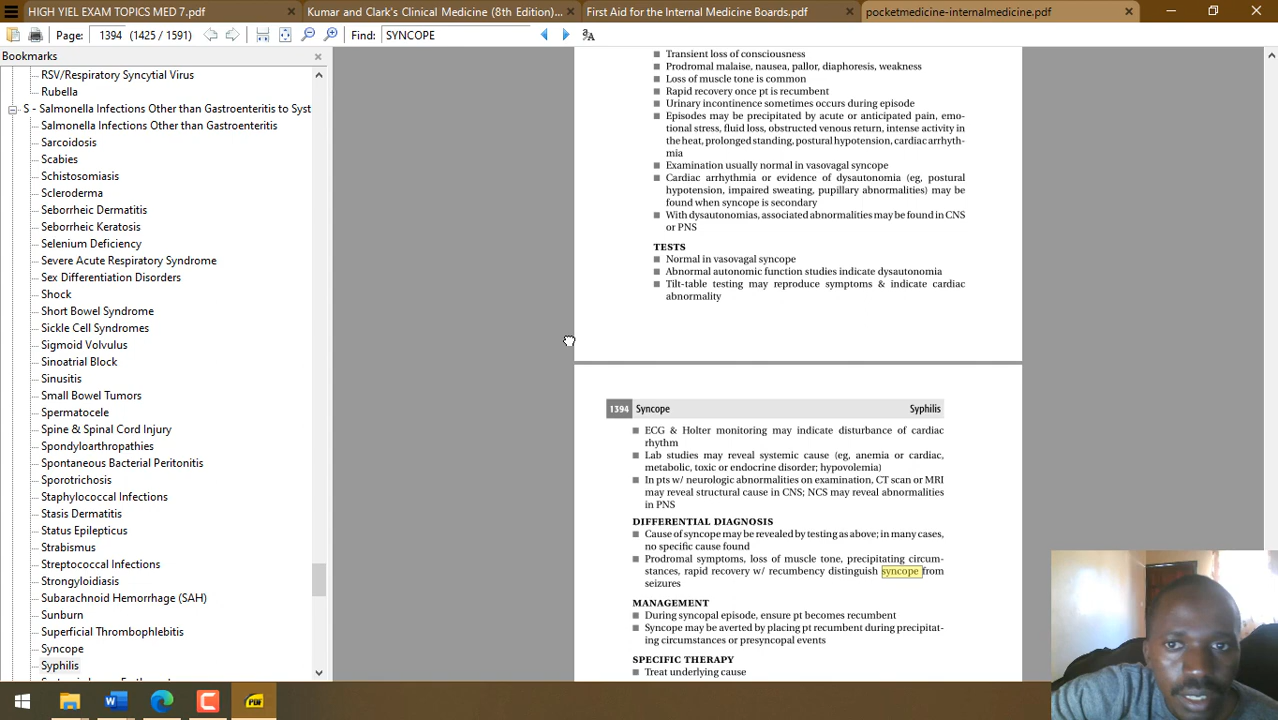 HIGH YIEL EXAM TOPICS MED 7.pdf
Kumar and Clark's Clinical Medicine (8th Edition)...
First Aid for the Internal Medicine Boards.pdf
pocketmedicine-internalmedicine.pdf
Page: 1394 (1425 / 1591)
Find: SYNCOPE
Bookmarks
RSV/Respiratory Syncytial Virus
Rubella
S - Salmonella Infections Other than Gastroenteritis to Syst
Salmonella Infections Other than Gastroenteritis
Sarcoidosis
Scabies
Schistosomiasis
Scleroderma
Seborrheic Dermatitis
Seborrheic Keratosis
Selenium Deficiency
Severe Acute Respiratory Syndrome
Sex Differentiation Disorders
Shock
Short Bowel Syndrome
Sickle Cell Syndromes
Sigmoid Volvulus
Sinoatrial Block
Sinusitis
Small Bowel Tumors
Spermatocele
Spine & Spinal Cord Injury
Spondyloarthropathies
Spontaneous Bacterial Peritonitis
Sporotrichosis
Staphylococcal Infections
Stasis Dermatitis
Status Epilepticus
Strabismus
Streptococcal Infections
Strongyloidiasis
Subarachnoid Hemorrhage (SAH)
Sunburn
Superficial Thrombophlebitis
Syncope
Syphilis
Transient loss of consciousness
Prodromal malaise, nausea, pallor, diaphoresis, weakness
Loss of muscle tone is common
Rapid recovery once pt is recumbent
Urinary incontinence sometimes occurs during episode
Episodes may be precipitated by acute or anticipated pain, emo-
tional stress, fluid loss, obstructed venous return, intense activity in
the heat, prolonged standing, postural hypotension, cardiac arrhyth-
mia
Examination usually normal in vasovagal syncope
Cardiac arrhythmia or evidence of dysautonomia (eg, postural
hypotension, impaired sweating, pupillary abnormalities) may be
found when syncope is secondary
With dysautonomias, associated abnormalities may be found in CNS
or PNS
TESTS
Normal in vasovagal syncope
Abnormal autonomic function studies indicate dysautonomia
Tilt-table testing may reproduce symptoms & indicate cardiac
abnormality
1394 Syncope Syphilis
ECG & Holter monitoring may indicate disturbance of cardiac
rhythm
Lab studies may reveal systemic cause (eg, anemia or cardiac,
metabolic, toxic or endocrine disorder; hypovolemia)
In pts w/ neurologic abnormalities on examination, CT scan or MRI
may reveal structural cause in CNS; NCS may reveal abnormalities
in PNS
DIFFERENTIAL DIAGNOSIS
Cause of syncope may be revealed by testing as above; in many cases,
no specific cause found
Prodromal symptoms, loss of muscle tone, precipitating circum-
stances, rapid recovery w/ recumbency distinguish syncope from
seizures
MANAGEMENT
During syncopal episode, ensure pt becomes recumbent
Syncope may be averted by placing pt recumbent during precipitat-
ing circumstances or presyncopal events
SPECIFIC THERAPY
Treat underlying cause